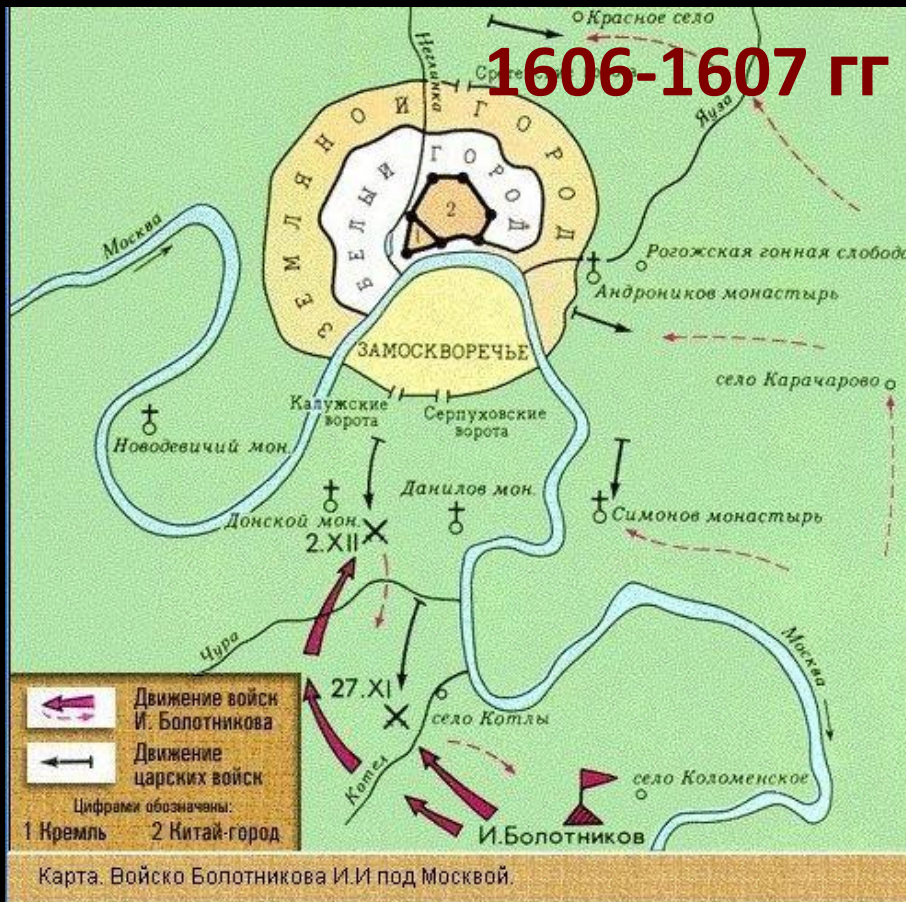 Красное село
1606-1607 гг
Неглинка
Яуза
ЗЕМЛЯНОЙ ГОРОД
БЕЛЫЙ ГОРОД
2
1
Москва
Рогожская гонная слобода
Андроников монастырь
ЗАМОСКВОРЕЧЬЕ
село Карачарово
Калужские
ворота
Серпуховские
ворота
Новодевичий мон.
Данилов мон.
Донской мон.
Симонов монастырь
2.XII
Чура
Москва
27.XI
село Котлы
Котел
село Коломенское
И.Болотников
Движение войск
И. Болотникова
Движение
царских войск
Цифрами обозначены:
1 Кремль 2 Китай-город
Карта. Войско Болотникова И.И под Москвой.